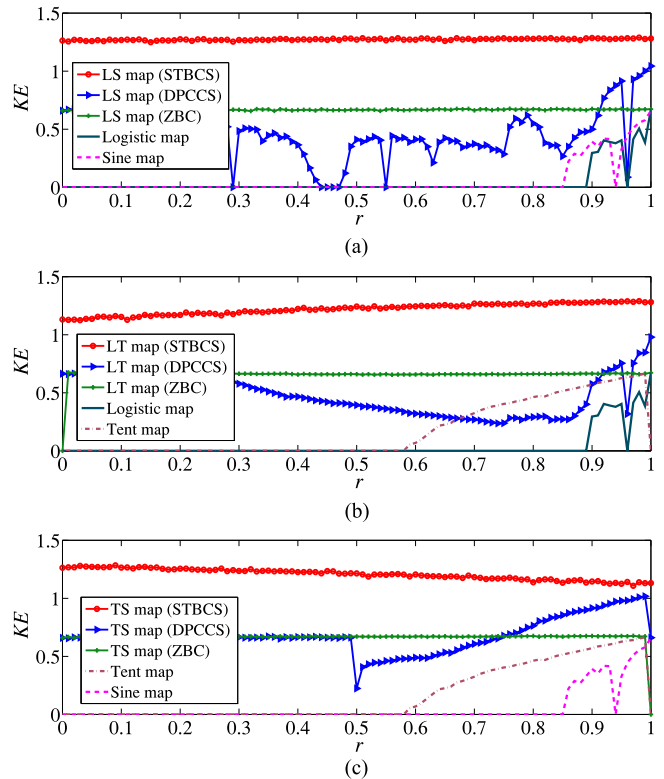 1.5
1
0.5
0
KE
LS map (STBCS)
LS map (DPCCS)
LS map (ZBC)
Logistic map
Sine map
0 0.1 0.2 0.3 0.4 0.5 0.6 0.7 0.8 0.9 1
r
(a)
1.5
1
0.5
0
KE
LT map (STBCS)
LT map (DPCCS)
LT map (ZBC)
Logistic map
Tent map
0 0.1 0.2 0.3 0.4 0.5 0.6 0.7 0.8 0.9 1
r
(b)
1.5
1
0.5
0
KE
TS map (STBCS)
TS map (DPCCS)
TS map (ZBC)
Tent map
Sine map
0 0.1 0.2 0.3 0.4 0.5 0.6 0.7 0.8 0.9 1
r
(c)